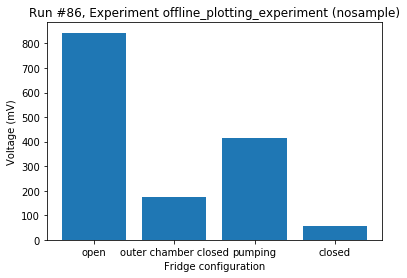 Run #86, Experiment offline_plotting_experiment (nosample)
800
700
600
500
400
300
200
100
0
Voltage (mV)
open outer chamber closed pumping closed
Fridge configuration